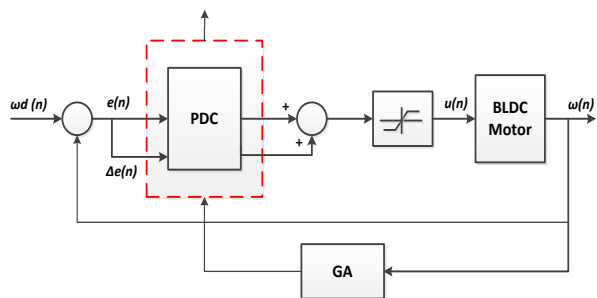 ωd (n)
e(n)
Δe(n)
PDC
+
+
u(n)
BLDC
Motor
ω(n)
GA